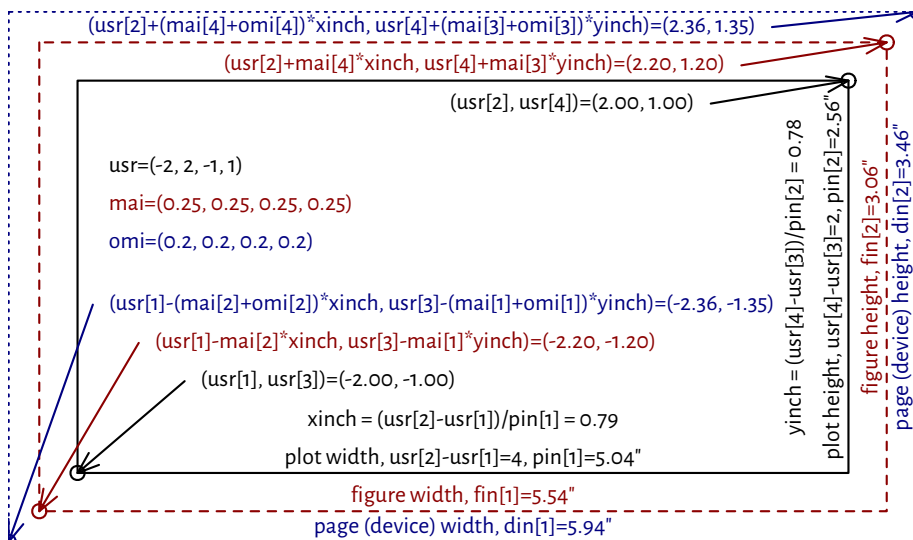 (usr[2]+(mai[4]+omi[4])*xinch, usr[4]+(mai[3]+omi[3])*yinch)=(2.36, 1.35)
(usr[2]+mai[4]*xinch, usr[4]+mai[3]*yinch)=(2.20, 1.20)
(usr[2], usr[4])=(2.00, 1.00)
usr=(-2, 2, -1, 1)
mai=(0.25, 0.25, 0.25, 0.25)
omi=(0.2, 0.2, 0.2, 0.2)
(usr[1]-(mai[2]+omi[2])*xinch, usr[3]-(mai[1]+omi[1])*yinch)=(-2.36, -1.35)
(usr[1]-mai[2]*xinch, usr[3]-mai[1]*yinch)=(-2.20, -1.20)
(usr[1], usr[3])=(-2.00, -1.00)
xinch = (usr[2]-usr[1])/pin[1] = 0.79
plot width, usr[2]-usr[1]=4, pin[1]=5.04"
figure width, fin[1]=5.54"
page (device) width, din[1]=5.94"
yinch = (usr[4]-usr[3])/pin[2] = 0.78
plot height, usr[4]-usr[3]=2, pin[2]=2.56"
figure height, fin[2]=3.06"
page (device) height, din[2]=3.46"